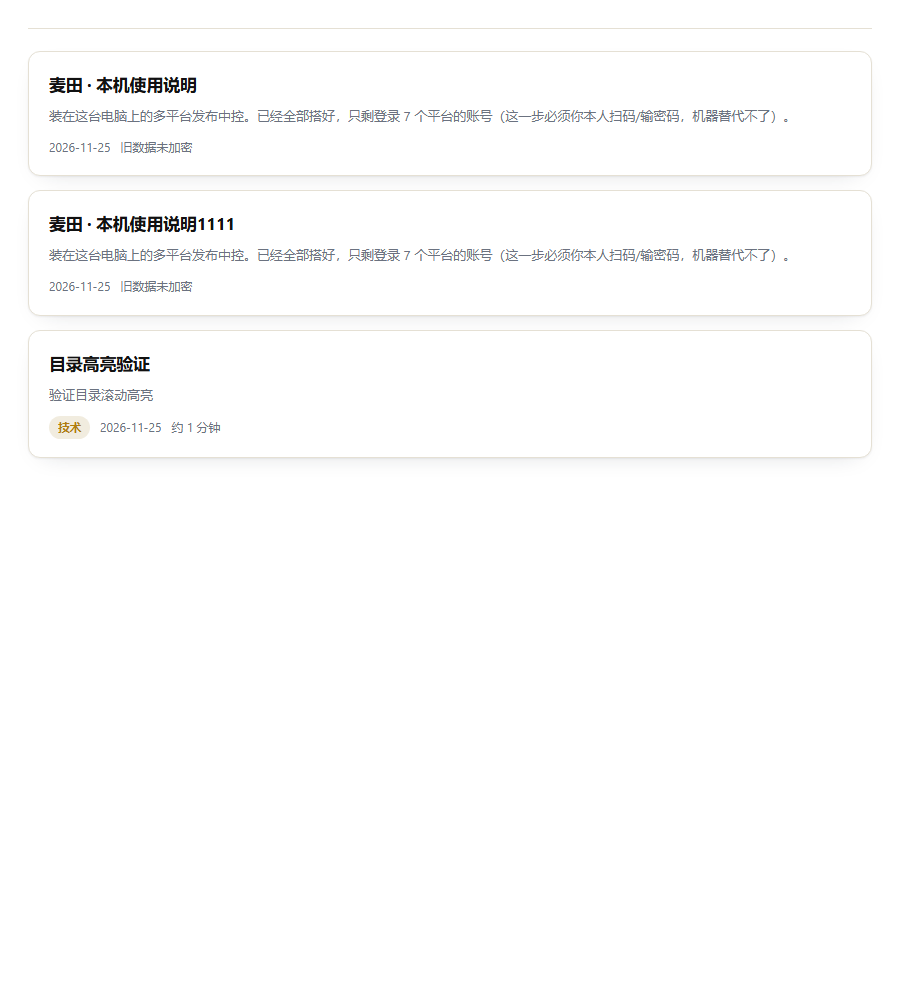 麦田 · 本机使用说明
装在这台电脑上的多平台发布中控。已经全部搭好，只剩登录 7 个平台的账号（这一步必须你本人扫码/输密码，机器替代不了）。
2026-11-25 旧数据未加密
麦田 · 本机使用说明1111
装在这台电脑上的多平台发布中控。已经全部搭好，只剩登录 7 个平台的账号（这一步必须你本人扫码/输密码，机器替代不了）。
2026-11-25 旧数据未加密
目录高亮验证
验证目录滚动高亮
技术 2026-11-25 约 1 分钟